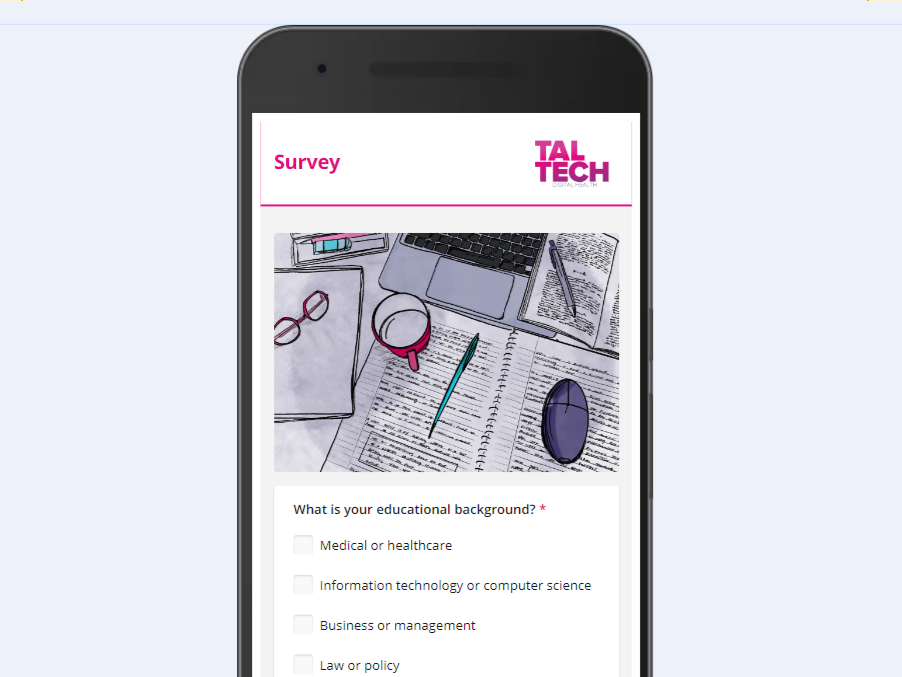 Survey
TAL
TECH
DIGITAL HEALTH
What is your educational background? *
Medical or healthcare
Information technology or computer science
Business or management
Law or policy